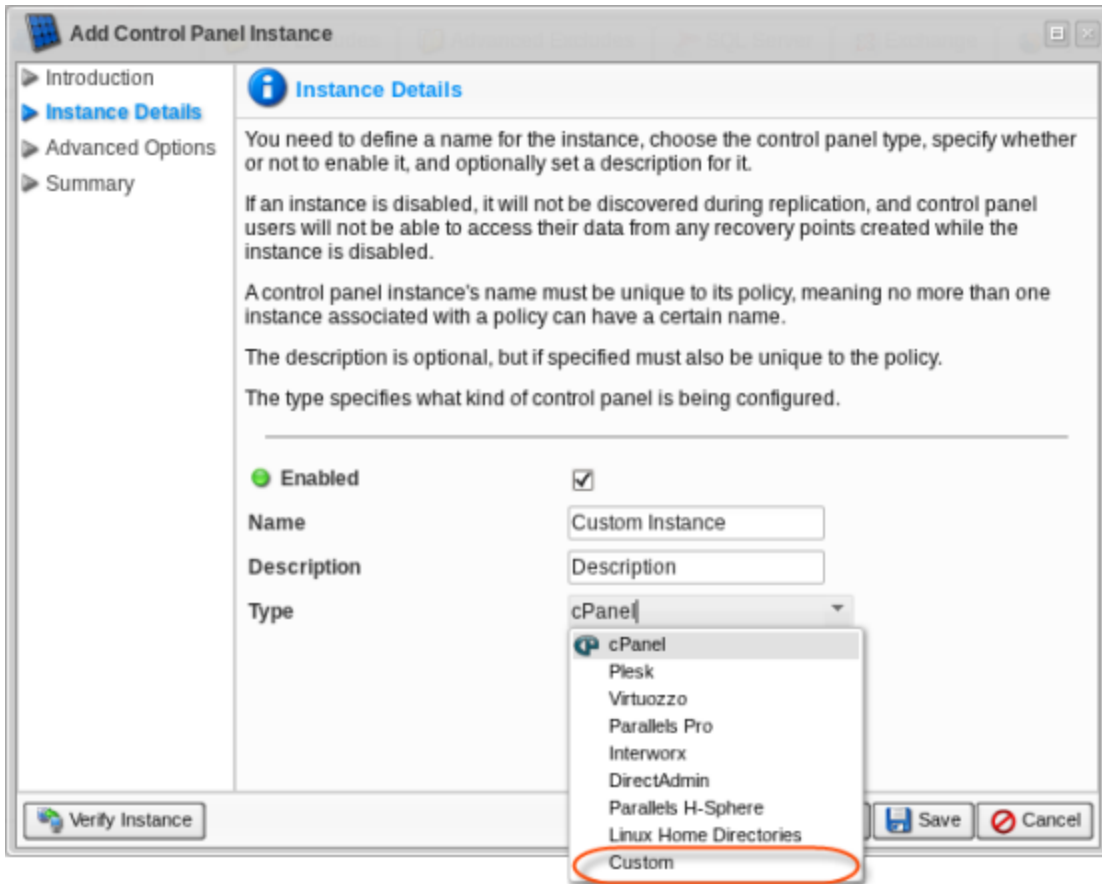 Add Control Panel Instance
Introduction
Instance Details
Advanced Options
Summary
Instance Details
You need to define a name for the instance, choose the control panel type, specify whether
or not to enable it, and optionally set a description for it.
If an instance is disabled, it will not be discovered during replication, and control panel
users will not be able to access their data from any recovery points created while the
instance is disabled.
A control panel instance's name must be unique to its policy, meaning no more than one
instance associated with a policy can have a certain name.
The description is optional, but if specified must also be unique to the policy.
The type specifies what kind of control panel is being configured.
Enabled
Name Custom Instance
Description Description
Type cPanel
cPanel
Plesk
Virtuozzo
Parallels Pro
Interworx
DirectAdmin
Parallels H-Sphere
Linux Home Directories
Custom
Verify Instance Save Cancel